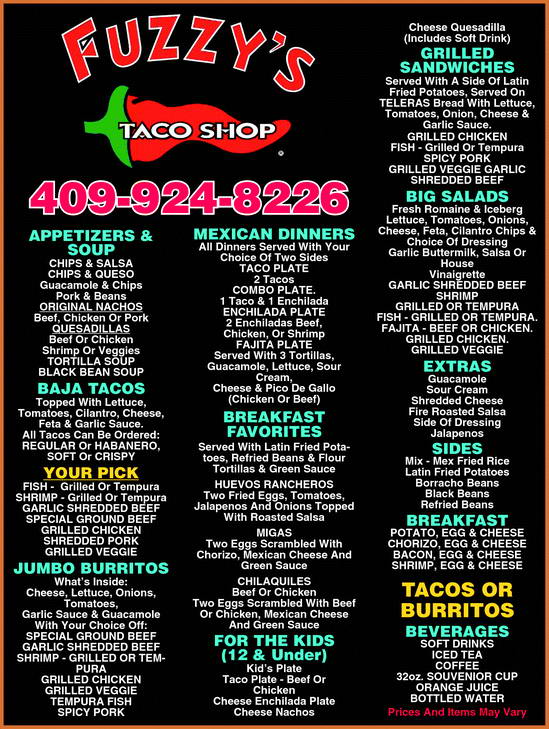 FUZZY'S
TACO SHOP
409-924-8226
APPETIZERS &
SOUP
CHIPS & SALSA
CHIPS & QUESO
Guacamole & Chips
Pork & Beans
ORIGINAL NACHOS
Beef, Chicken Or Pork
QUESADILLAS
Beef Or Chicken
Shrimp Or Veggies
TORTILLA SOUP
BLACK BEAN SOUP
BAJA TACOS
Topped With Lettuce,
Tomatoes, Cilantro, Cheese,
Feta & Garlic Sauce.
All Tacos Can Be Ordered:
REGULAR Or HABANERO,
SOFT Or CRISPY
YOUR PICK
FISH - Grilled Or Tempura
SHRIMP - Grilled Or Tempura
GARLIC SHREDDED BEEF
SPECIAL GROUND BEEF
GRILLED CHICKEN
SHREDDED PORK
GRILLED VEGGIE
JUMBO BURRITOS
What's Inside:
Cheese, Lettuce, Onions,
Tomatoes,
Garlic Sauce & Guacamole
With Your Choice Off:
SPECIAL GROUND BEEF
GARLIC SHREDDED BEEF
SHRIMP - GRILLED OR TEM-
PURA
GRILLED CHICKEN
GRILLED VEGGIE
TEMPURA FISH
SPICY PORK
MEXICAN DINNERS
All Dinners Served With Your
Choice Of Two Sides
TACO PLATE
2 Tacos
COMBO PLATE.
1 Taco & 1 Enchilada
ENCHILADA PLATE
2 Enchiladas Beef,
Chicken, Or Shrimp
FAJITA PLATE
Served With 3 Tortillas,
Guacamole, Lettuce, Sour
Cream,
Cheese & Pico De Gallo
(Chicken Or Beef)
BREAKFAST
FAVORITES
Served With Latin Fried Pota-
toes, Refried Beans & Flour
Tortillas & Green Sauce
HUEVOS RANCHEROS
Two Fried Eggs, Tomatoes,
Jalapenos And Onions Topped
With Roasted Salsa
MIGAS
Two Eggs Scrambled With
Chorizo, Mexican Cheese And
Green Sauce
CHILAQUILES
Beef Or Chicken
Two Eggs Scrambled With Beef
Or Chicken, Mexican Cheese
And Green Sauce
FOR THE KIDS
(12 & Under)
Kid's Plate
Taco Plate - Beef Or
Chicken
Cheese Enchilada Plate
Cheese Nachos
Cheese Quesadilla
(Includes Soft Drink)
GRILLED
SANDWICHES
Served With A Side Of Latin
Fried Potatoes, Served On
TELERAS Bread With Lettuce,
Tomatoes, Onion, Cheese &
Garlic Sauce.
GRILLED CHICKEN
FISH - Grilled Or Tempura
SPICY PORK
GRILLED VEGGIE GARLIC
SHREDDED BEEF
BIG SALADS
Fresh Romaine & Iceberg
Lettuce, Tomatoes, Onions,
Cheese, Feta, Cilantro Chips &
Choice Of Dressing
Garlic Buttermilk, Salsa Or
House
Vinaigrette
GARLIC SHREDDED BEEF
SHRIMP
GRILLED OR TEMPURA
FISH - GRILLED OR TEMPURA.
FAJITA - BEEF OR CHICKEN.
GRILLED CHICKEN.
GRILLED VEGGIE
EXTRAS
Guacamole
Sour Cream
Shredded Cheese
Fire Roasted Salsa
Side Of Dressing
Jalapenos
SIDES
Mix - Mex Fried Rice
Latin Fried Potatoes
Borracho Beans
Black Beans
Refried Beans
BREAKFAST
POTATO, EGG & CHEESE
CHORIZO, EGG & CHEESE
BACON, EGG & CHEESE
SHRIMP, EGG & CHEESE
TACOS OR
BURRITOS
BEVERAGES
SOFT DRINKS
ICED TEA
COFFEE
32oz. SOUVENIOR CUP
ORANGE JUICE
BOTTLED WATER
Prices And Items May Vary